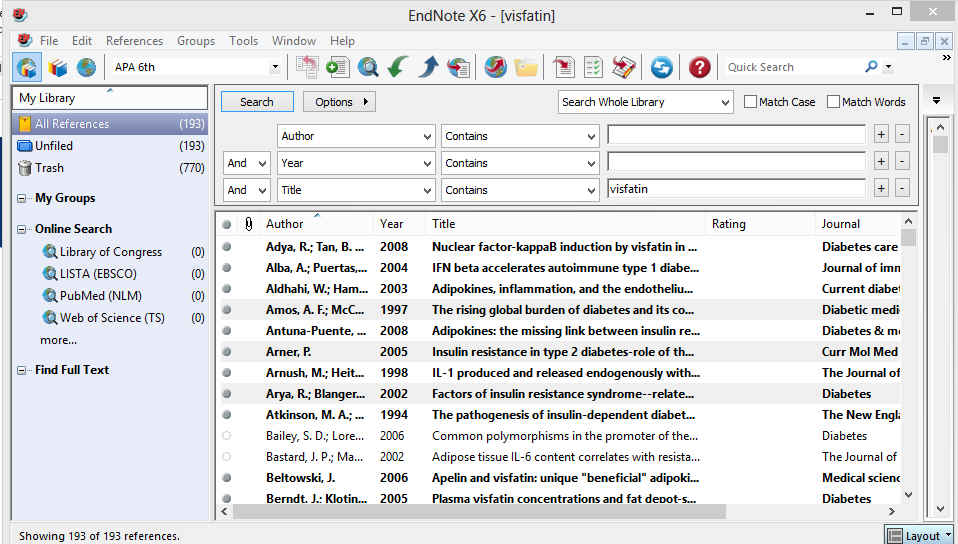 EndNote X6 - [visfatin]
File Edit References Groups Tools Window Help
APA 6th Quick Search
My Library
All References (193)
Unfiled (193)
Trash (770)
My Groups
Online Search
Library of Congress (0)
LISTA (EBSCO) (0)
PubMed (NLM) (0)
Web of Science (TS) (0)
more...
Find Full Text
Search Options Search Whole Library Match Case Match Words
Author Contains + -
And Year Contains + -
And Title Contains visfatin + -
Author Year Title Rating Journal
Adya, R.; Tan, B. ... 2008 Nuclear factor-kappaB induction by visfatin in ... Diabetes care
Alba, A.; Puertas,... 2004 IFN beta accelerates autoimmune type 1 diabe... Journal of imm
Aldhahi, W.; Ham... 2003 Adipokines, inflammation, and the endotheliu... Current diabet
Amos, A. F.; McC... 1997 The rising global burden of diabetes and its co... Diabetic medi
Antuna-Puente, ... 2008 Adipokines: the missing link between insulin re... Diabetes & m
Arner, P. 2005 Insulin resistance in type 2 diabetes-role of th... Curr Mol Med
Arnush, M.; Heit... 1998 IL-1 produced and released endogenously with... The Journal of
Arya, R.; Blanger... 2002 Factors of insulin resistance syndrome--relate... Diabetes
Atkinson, M. A.; ... 1994 The pathogenesis of insulin-dependent diabet... The New Engla
Bailey, S. D.; Lore... 2006 Common polymorphisms in the promoter of the... Diabetes
Bastard, J. P.; Ma... 2002 Adipose tissue IL-6 content correlates with resista... The Journal of
Beltowski, J. 2006 Apelin and visfatin: unique "beneficial" adipoki... Medical scienc
Berndt, J.; Klotin... 2005 Plasma visfatin concentrations and fat depot-s... Diabetes
Showing 193 of 193 references. Layout